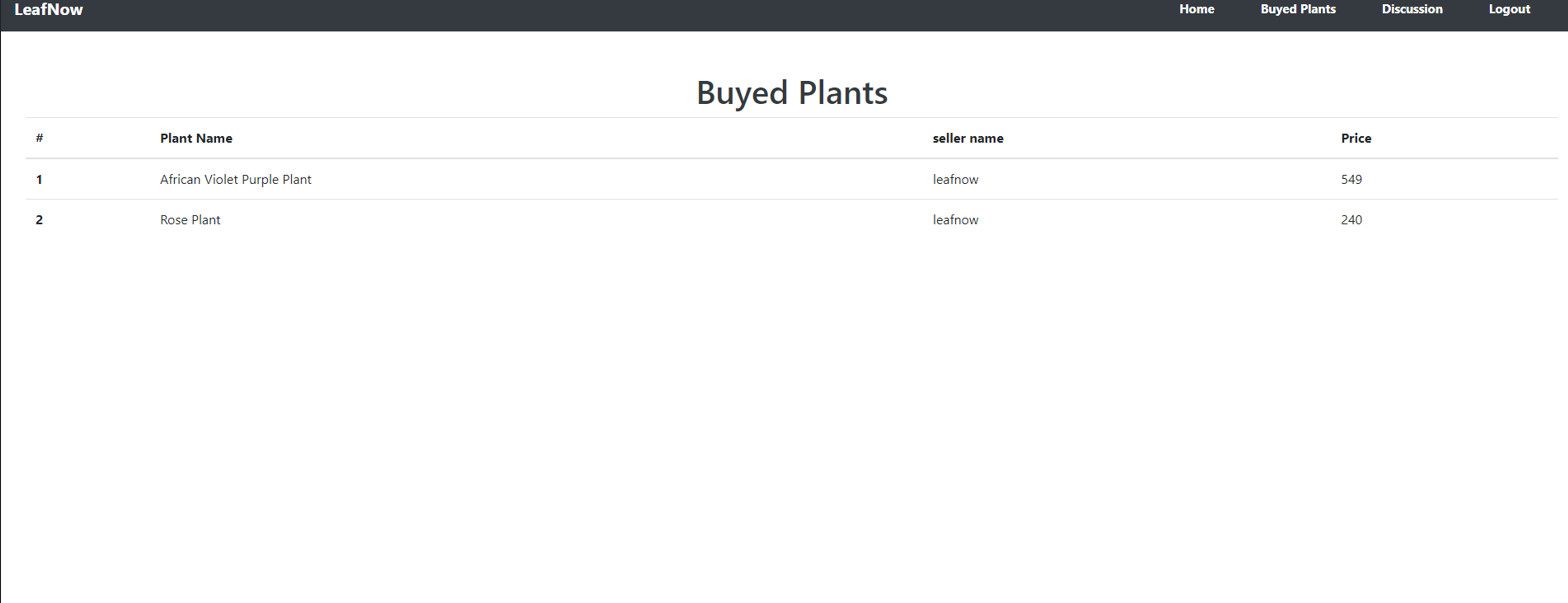 LeafNow Home Buyed Plants Discussion Logout
Buyed Plants
# Plant Name seller name Price
1 African Violet Purple Plant leafnow 549
2 Rose Plant leafnow 240